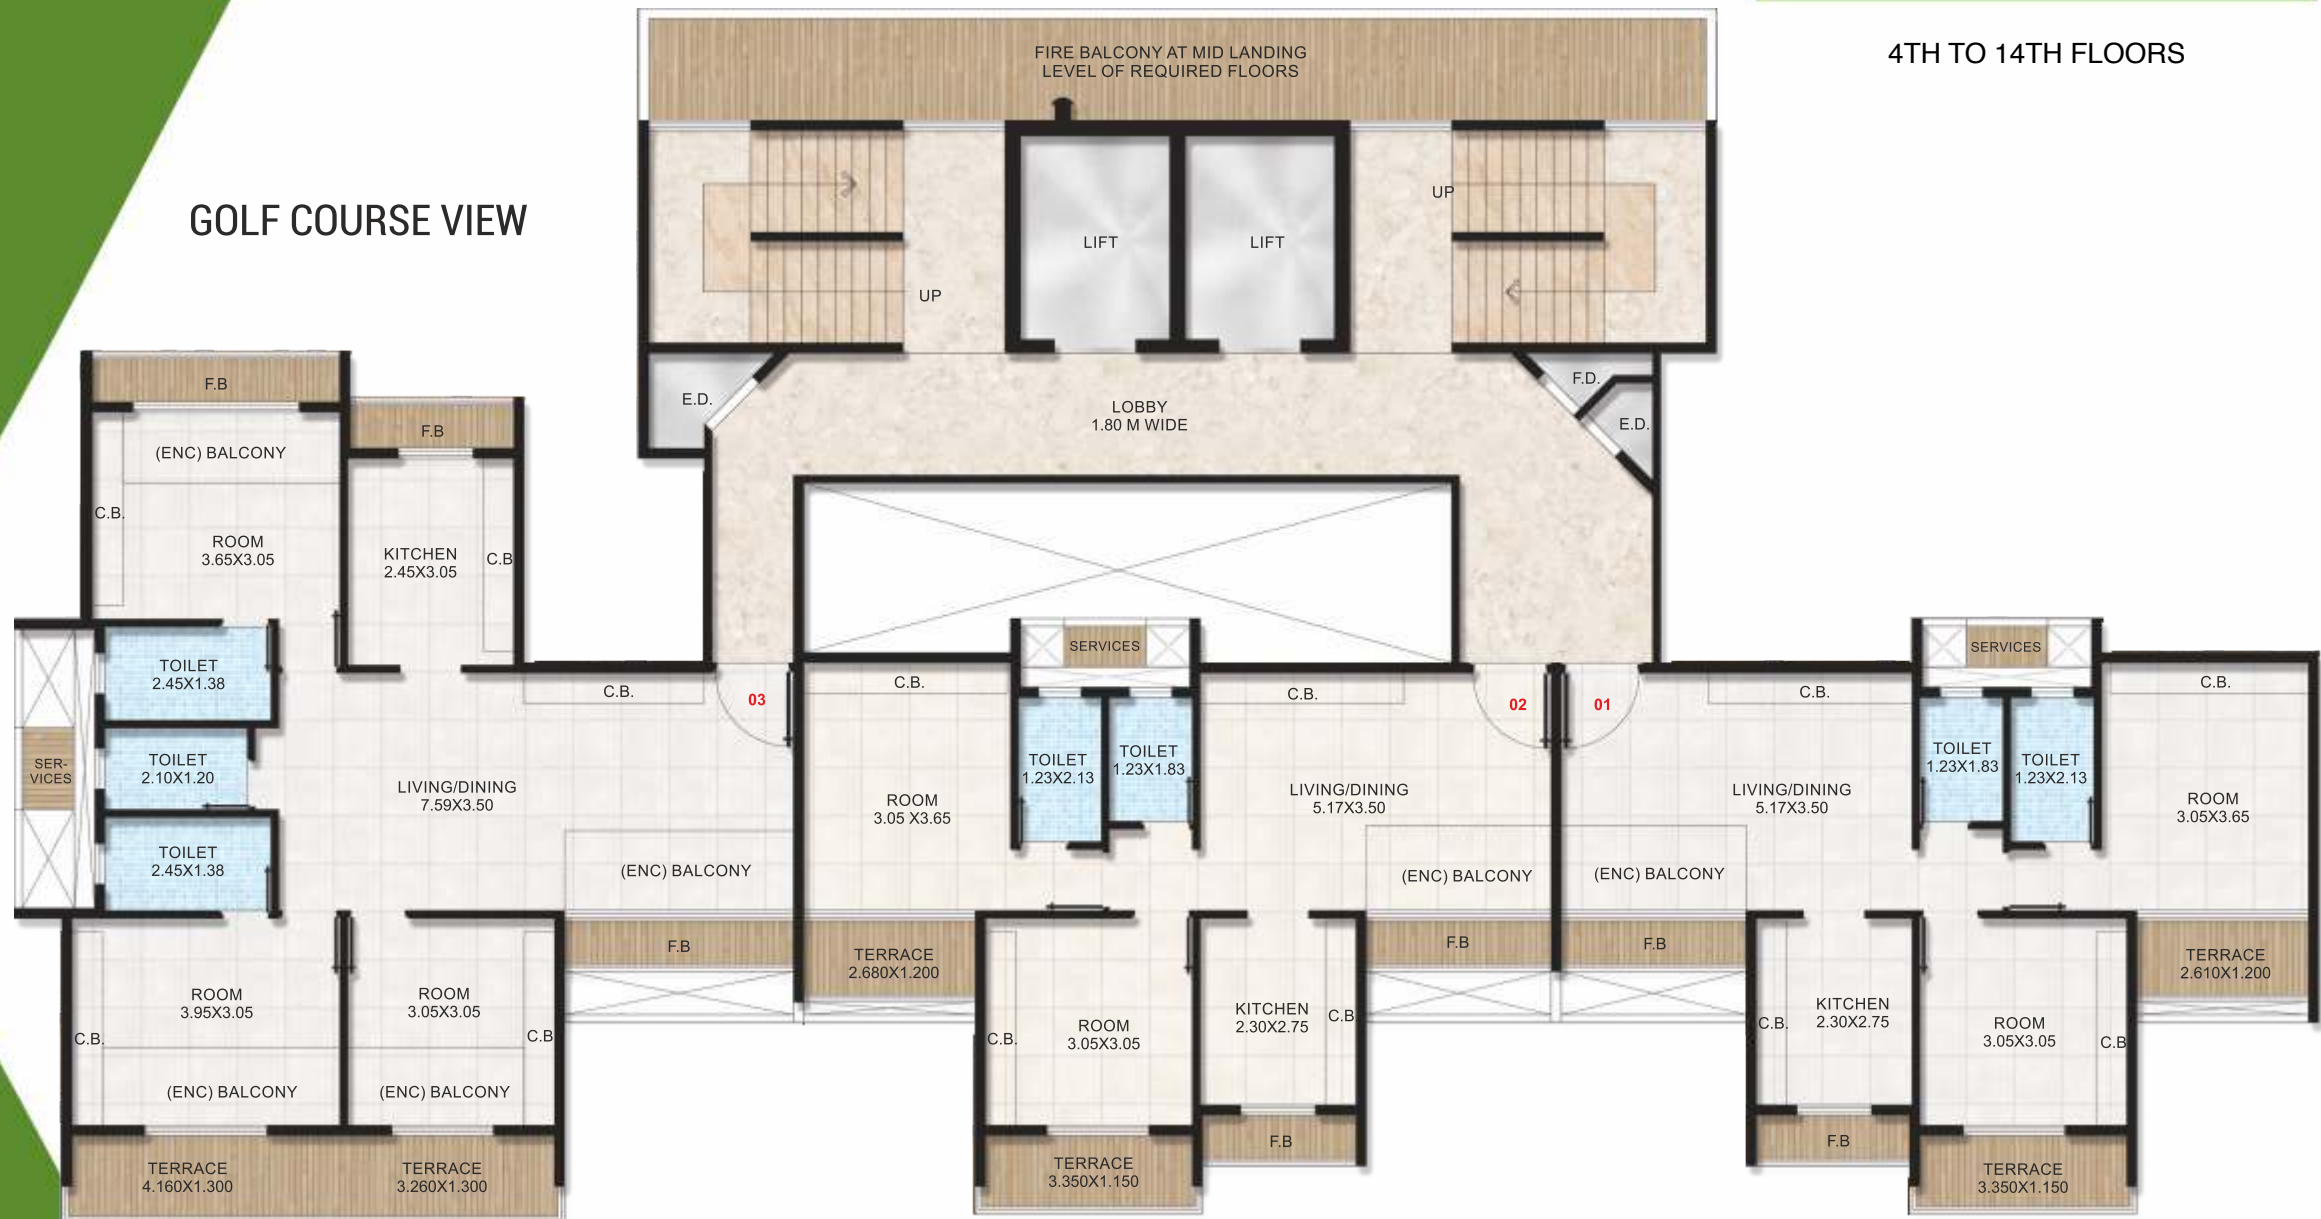 4TH TO 14TH FLOORS
FIRE BALCONY AT MID LANDING
LEVEL OF REQUIRED FLOORS
GOLF COURSE VIEW
UP
LIFT
LIFT
UP
E.D.
F.D.
E.D.
LOBBY
1.80 M WIDE
F.B
F.B
(ENC) BALCONY
C.B.
ROOM
3.65X3.05
KITCHEN
2.45X3.05
C.B
TOILET
2.45X1.38
SER-
VICES
TOILET
2.10X1.20
TOILET
2.45X1.38
C.B.
03
LIVING/DINING
7.59X3.50
(ENC) BALCONY
F.B
ROOM
3.95X3.05
C.B.
(ENC) BALCONY
ROOM
3.05X3.05
C.B
(ENC) BALCONY
TERRACE
4.160X1.300
TERRACE
3.260X1.300
C.B.
ROOM
3.05 X3.65
TERRACE
2.680X1.200
SERVICES
TOILET
1.23X2.13
TOILET
1.23X1.83
C.B.
02
LIVING/DINING
5.17X3.50
(ENC) BALCONY
F.B
C.B.
ROOM
3.05X3.05
KITCHEN
2.30X2.75
C.B
F.B
TERRACE
3.350X1.150
01
C.B.
LIVING/DINING
5.17X3.50
(ENC) BALCONY
F.B
SERVICES
TOILET
1.23X1.83
TOILET
1.23X2.13
C.B.
ROOM
3.05X3.65
TERRACE
2.610X1.200
C.B.
KITCHEN
2.30X2.75
ROOM
3.05X3.05
C.B
F.B
TERRACE
3.350X1.150